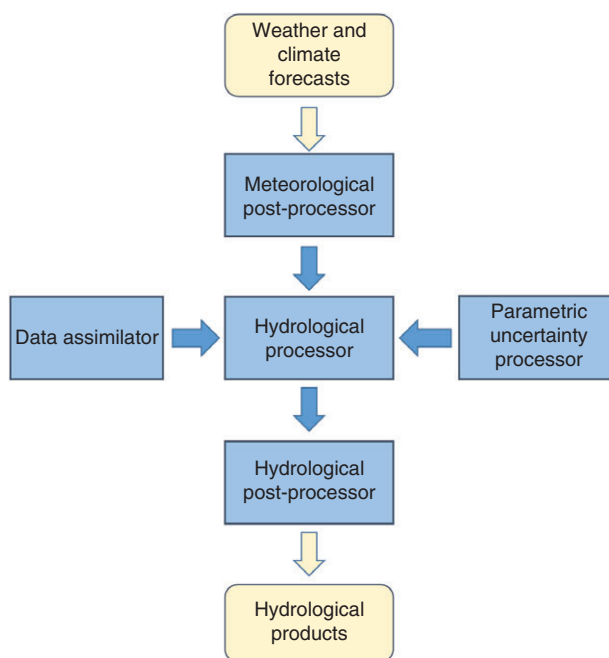 Weather and
climate
forecasts
Meteorological
post-processor
Data assimilator
Hydrological
processor
Parametric
uncertainty
processor
Hydrological
post-processor
Hydrological
products